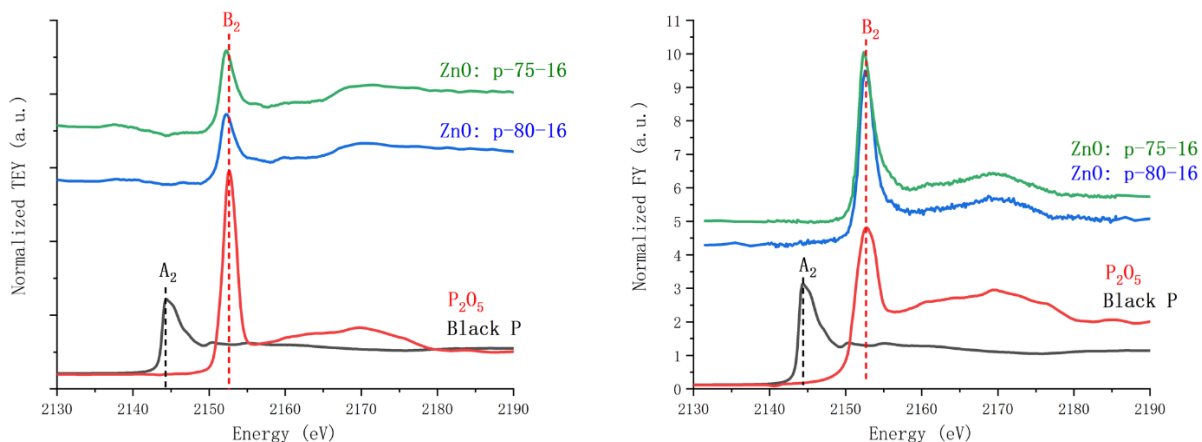 Normalized TEY (a.u.)
B₂
ZnO: p-75-16
ZnO: p-80-16
A₂
P₂O₅
Black P
2130 2140 2150 2160 2170 2180 2190
Energy (eV)
Normalized FY (a.u.)
11
10
9
8
7
6
5
4
3
2
1
0
B₂
ZnO: p-75-16
ZnO: p-80-16
A₂
P₂O₅
Black P
2130 2140 2150 2160 2170 2180 2190
Energy (eV)